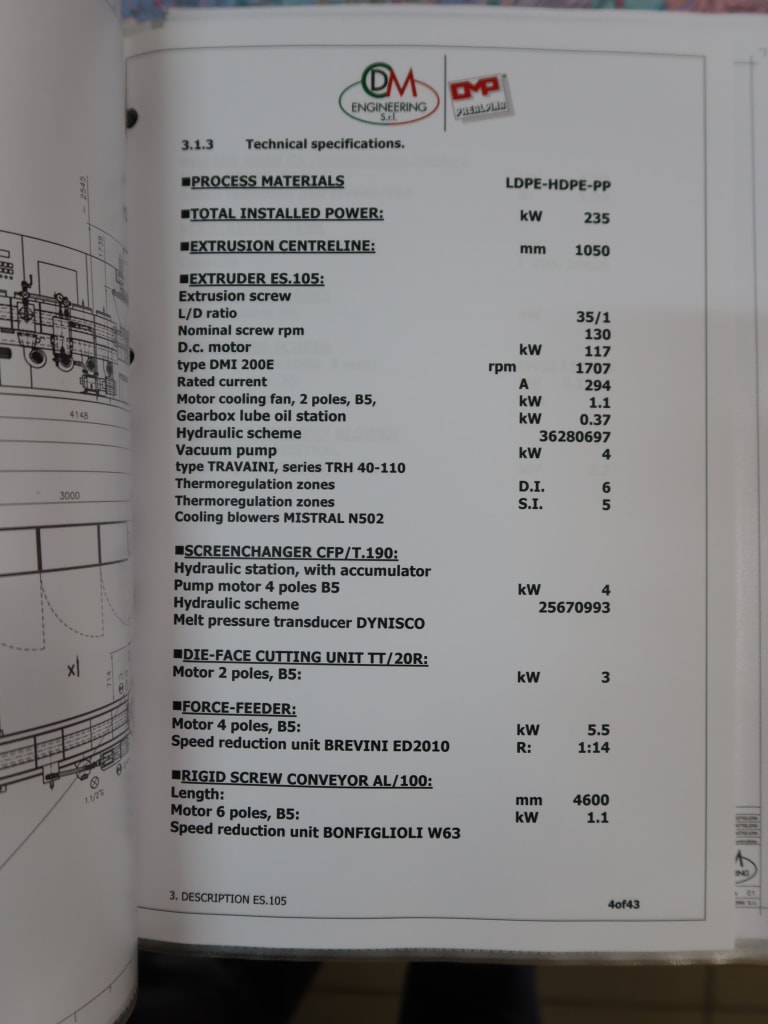 CDM
ENGINEERING
S.r.l.
CMP
PREALPINA
3.1.3 Technical specifications.
■PROCESS MATERIALS LDPE-HDPE-PP
■TOTAL INSTALLED POWER: kW 235
■EXTRUSION CENTRELINE: mm 1050
■EXTRUDER ES.105:
Extrusion screw
L/D ratio 35/1
Nominal screw rpm 130
D.c. motor kW 117
type DMI 200E rpm 1707
Rated current A 294
Motor cooling fan, 2 poles, B5, kW 1.1
Gearbox lube oil station kW 0.37
Hydraulic scheme 36280697
Vacuum pump kW 4
type TRAVAINI, series TRH 40-110
Thermoregulation zones D.I. 6
Thermoregulation zones S.I. 5
Cooling blowers MISTRAL N502
■SCREENCHANGER CFP/T.190:
Hydraulic station, with accumulator
Pump motor 4 poles B5 kW 4
Hydraulic scheme 25670993
Melt pressure transducer DYNISCO
■DIE-FACE CUTTING UNIT TT/20R:
Motor 2 poles, B5: kW 3
■FORCE-FEEDER:
Motor 4 poles, B5: kW 5.5
Speed reduction unit BREVINI ED2010 R: 1:14
■RIGID SCREW CONVEYOR AL/100:
Length: mm 4600
Motor 6 poles, B5: kW 1.1
Speed reduction unit BONFIGLIOLI W63
3. DESCRIPTION ES.105 4of43
~ 2545
4148
3000
714